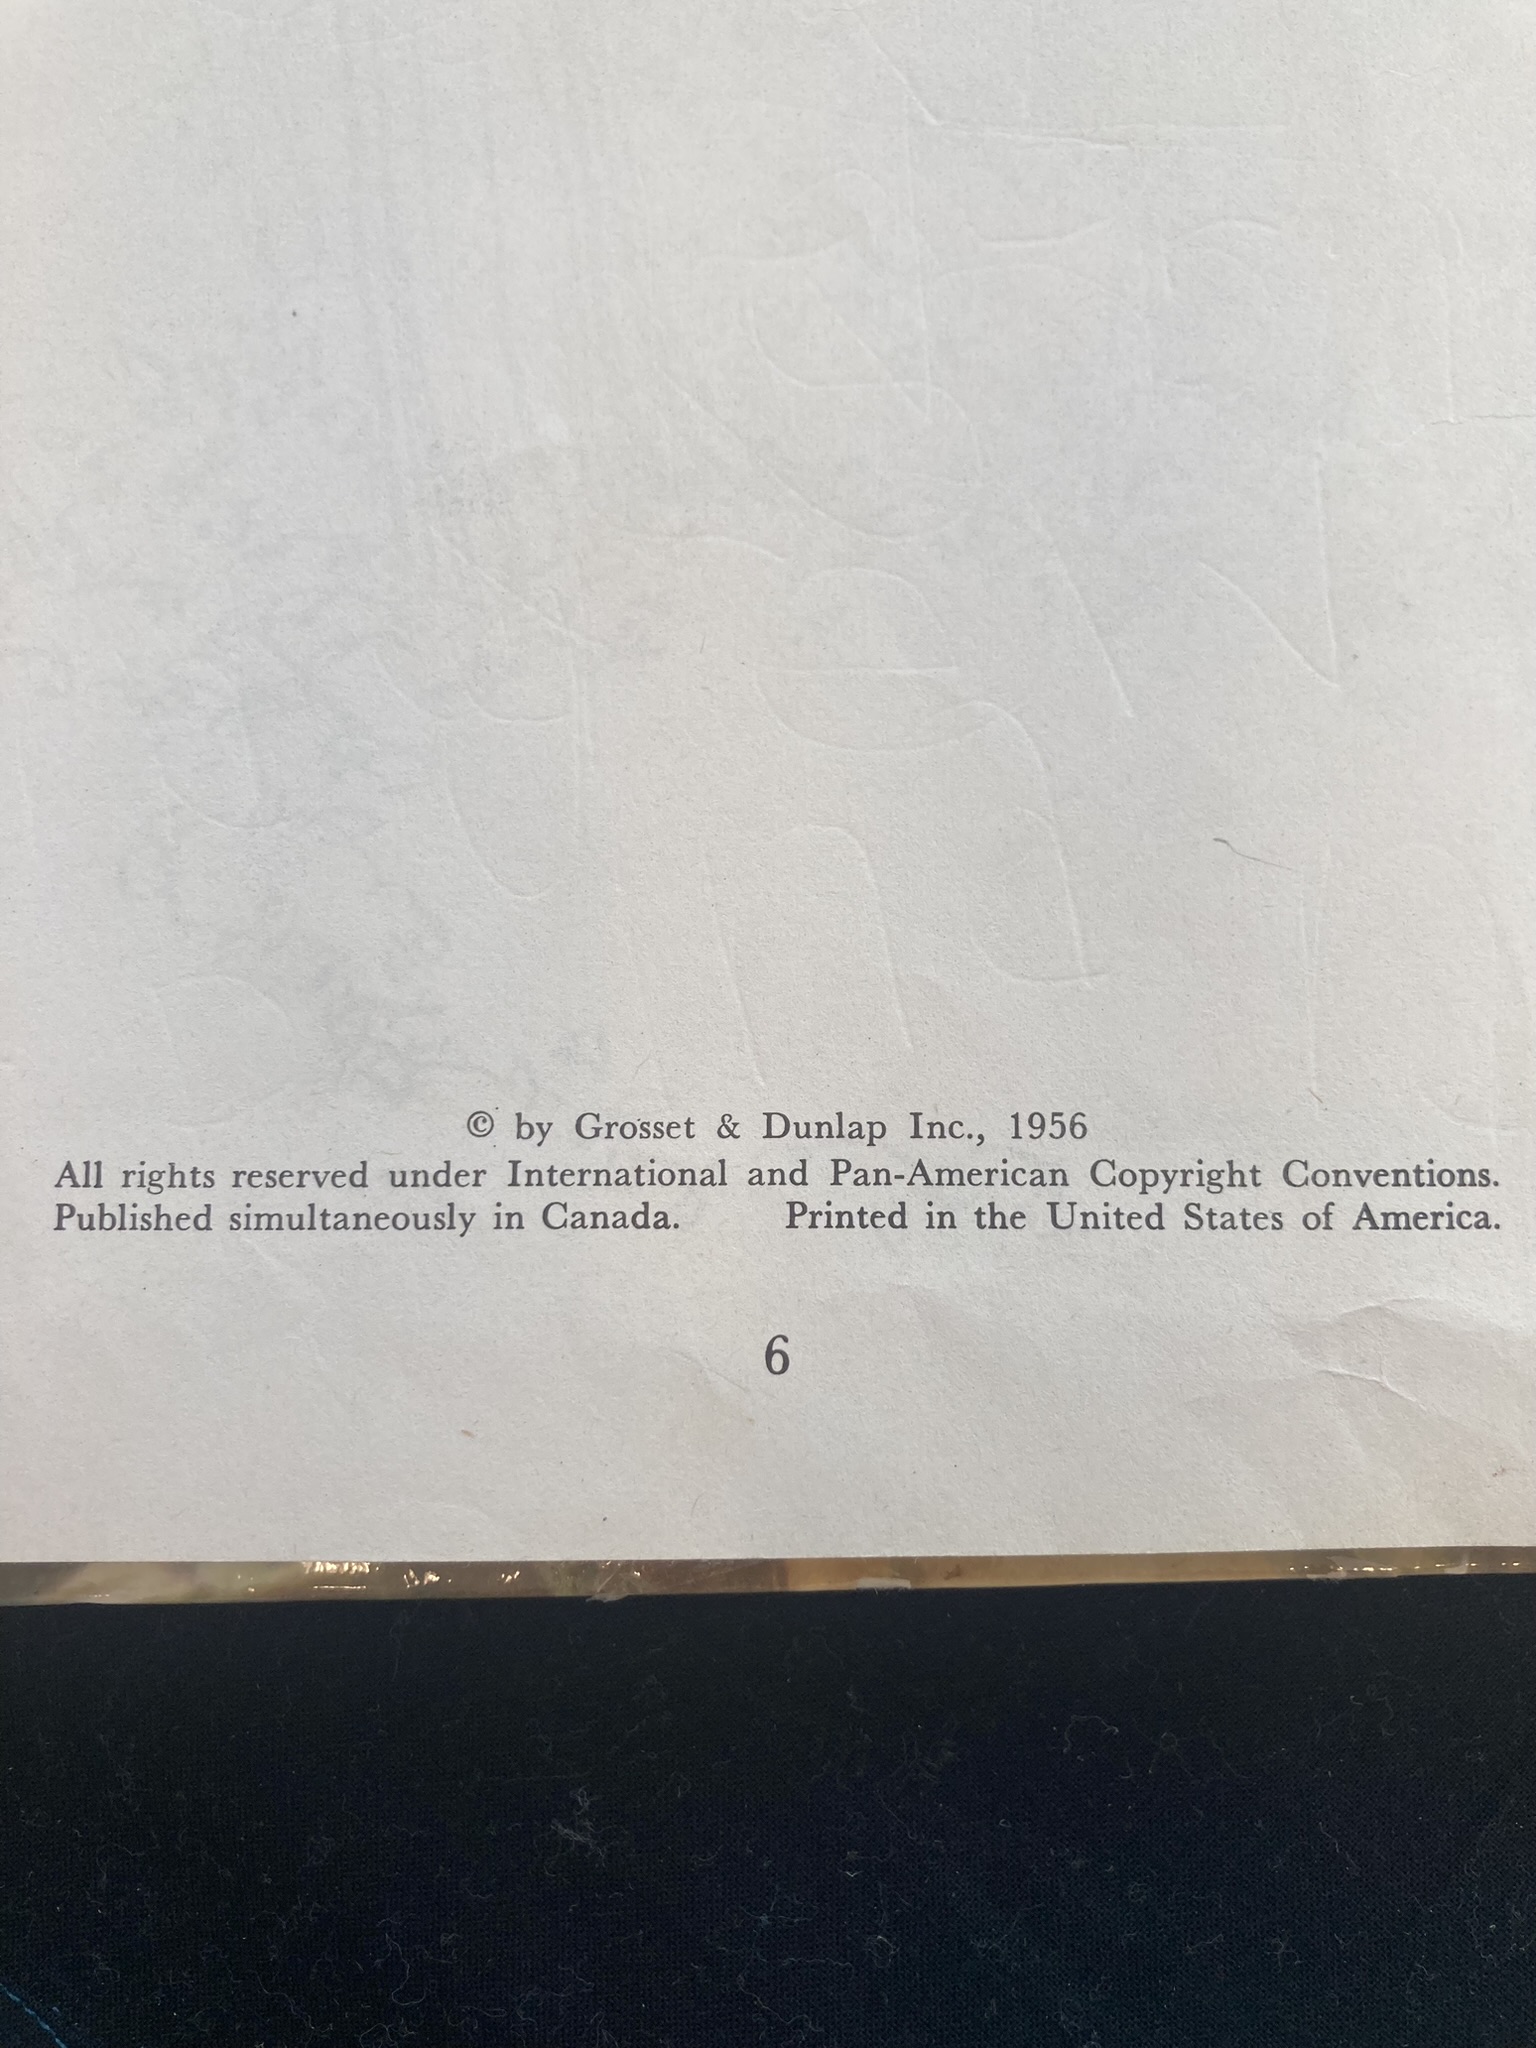 © by Grosset & Dunlap Inc., 1956
All rights reserved under International and Pan-American Copyright Conventions.
Published simultaneously in Canada. Printed in the United States of America.
6